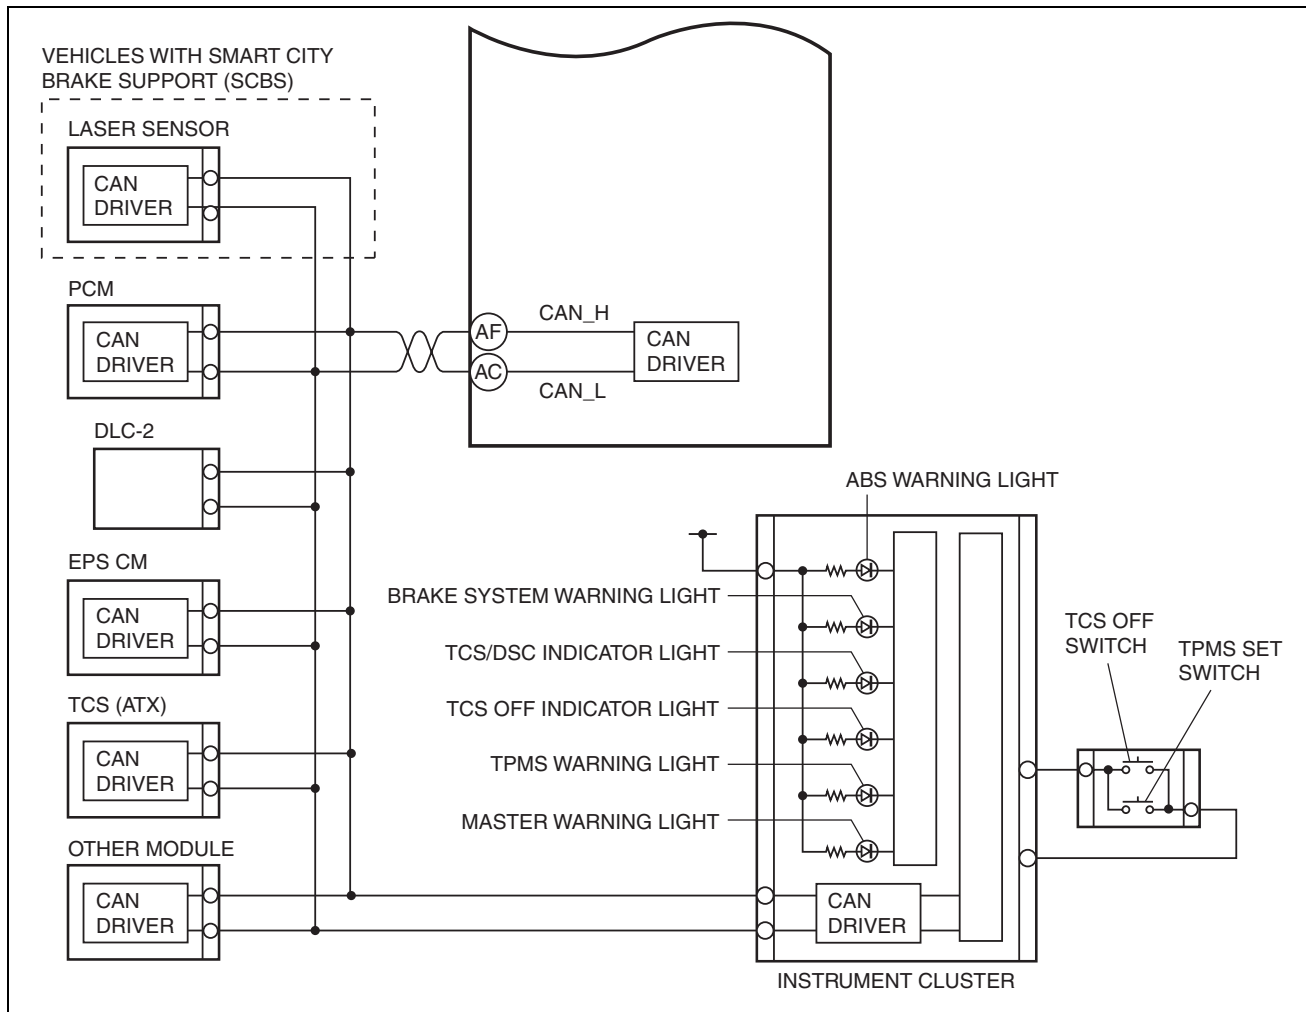 VEHICLES WITH SMART CITY
BRAKE SUPPORT (SCBS)
LASER SENSOR
CAN
DRIVER
PCM
CAN
DRIVER
AF
CAN_H
CAN
DRIVER
AC
CAN_L
DLC-2
EPS CM
CAN
DRIVER
TCS (ATX)
CAN
DRIVER
OTHER MODULE
CAN
DRIVER
ABS WARNING LIGHT
BRAKE SYSTEM WARNING LIGHT
TCS/DSC INDICATOR LIGHT
TCS OFF INDICATOR LIGHT
TPMS WARNING LIGHT
MASTER WARNING LIGHT
TCS OFF
SWITCH
TPMS SET
SWITCH
CAN
DRIVER
INSTRUMENT CLUSTER